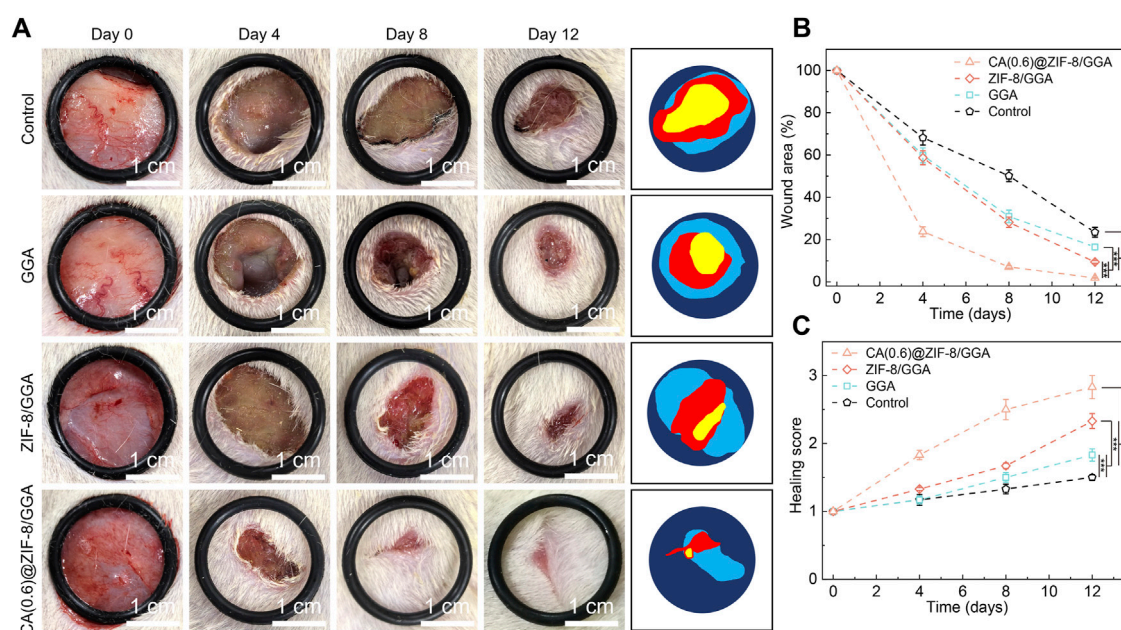 A
Day 0
Day 4
Day 8
Day 12
Control
1 cm
1 cm
1 cm
1 cm
GGA
1 cm
1 cm
1 cm
1 cm
ZIF-8/GGA
1 cm
1 cm
1 cm
1 cm
CA(0.6)@ZIF-8/GGA
1 cm
1 cm
1 cm
1 cm
B
CA(0.6)@ZIF-8/GGA
ZIF-8/GGA
GGA
Control
Wound area (%)
100
80
60
40
20
0
***
***
0 2 4 6 8 10 12
Time (days)
C
CA(0.6)@ZIF-8/GGA
ZIF-8/GGA
GGA
Control
Healing score
3
2
1
0
***
***
0 2 4 6 8 10 12
Time (days)